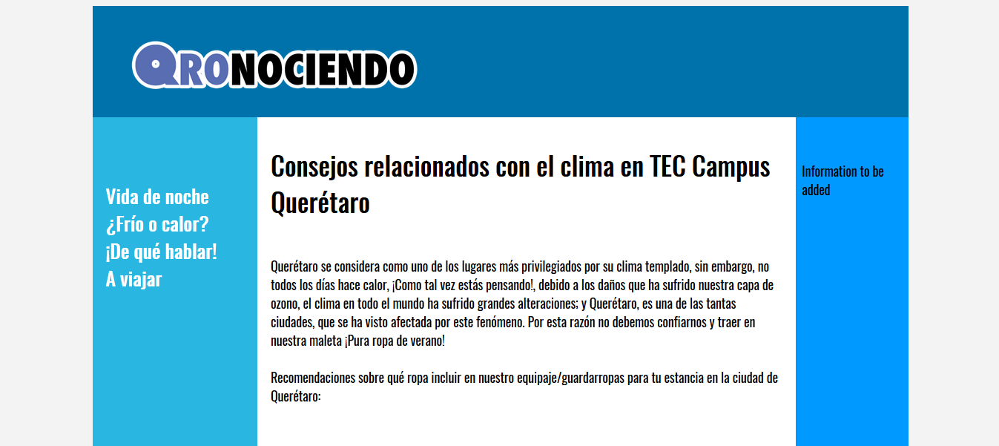 QRONOCIENDO
Vida de noche
¿Frío o calor?
¡De qué hablar!
A viajar
Consejos relacionados con el clima en TEC Campus
Querétaro
Querétaro se considera como uno de los lugares más privilegiados por su clima templado, sin embargo, no
todos los días hace calor, ¡Como tal vez estás pensando!, debido a los daños que ha sufrido nuestra capa de
ozono, el clima en todo el mundo ha sufrido grandes alteraciones; y Querétaro, es una de las tantas
ciudades, que se ha visto afectada por este fenómeno. Por esta razón no debemos confiarnos y traer en
nuestra maleta ¡Pura ropa de verano!
Recomendaciones sobre qué ropa incluir en nuestro equipaje/guardarropas para tu estancia en la ciudad de
Querétaro:
Information to be
added